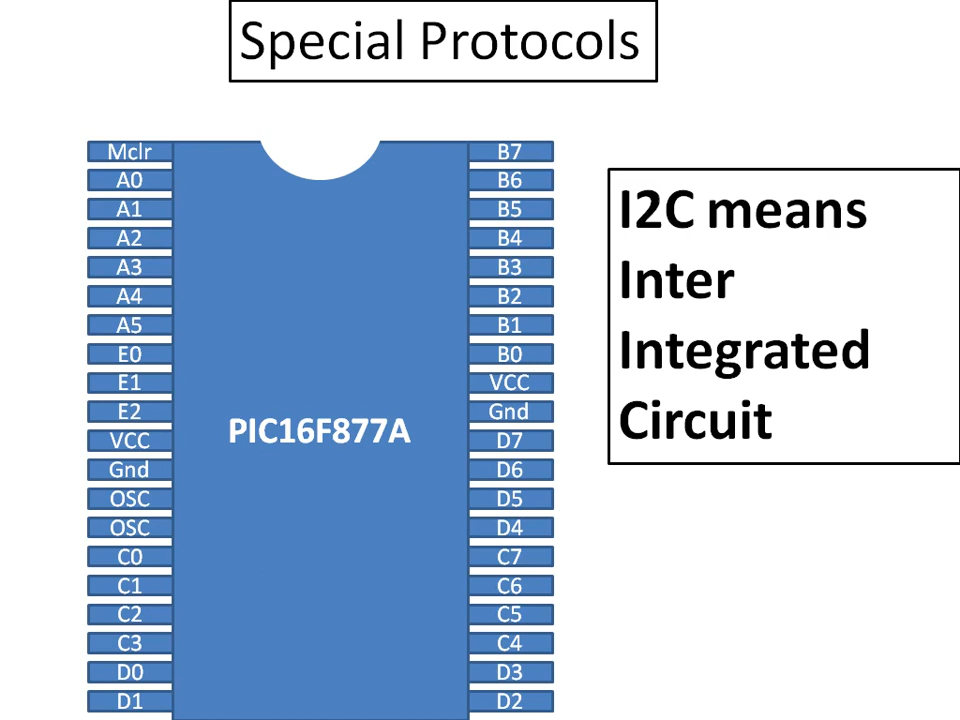 Special Protocols
Mclr
A0
A1
A2
A3
A4
A5
E0
E1
E2
VCC
Gnd
OSC
OSC
C0
C1
C2
C3
D0
D1
PIC16F877A
B7
B6
B5
B4
B3
B2
B1
B0
VCC
Gnd
D7
D6
D5
D4
C7
C6
C5
C4
D3
D2
I2C means
Inter
Integrated
Circuit